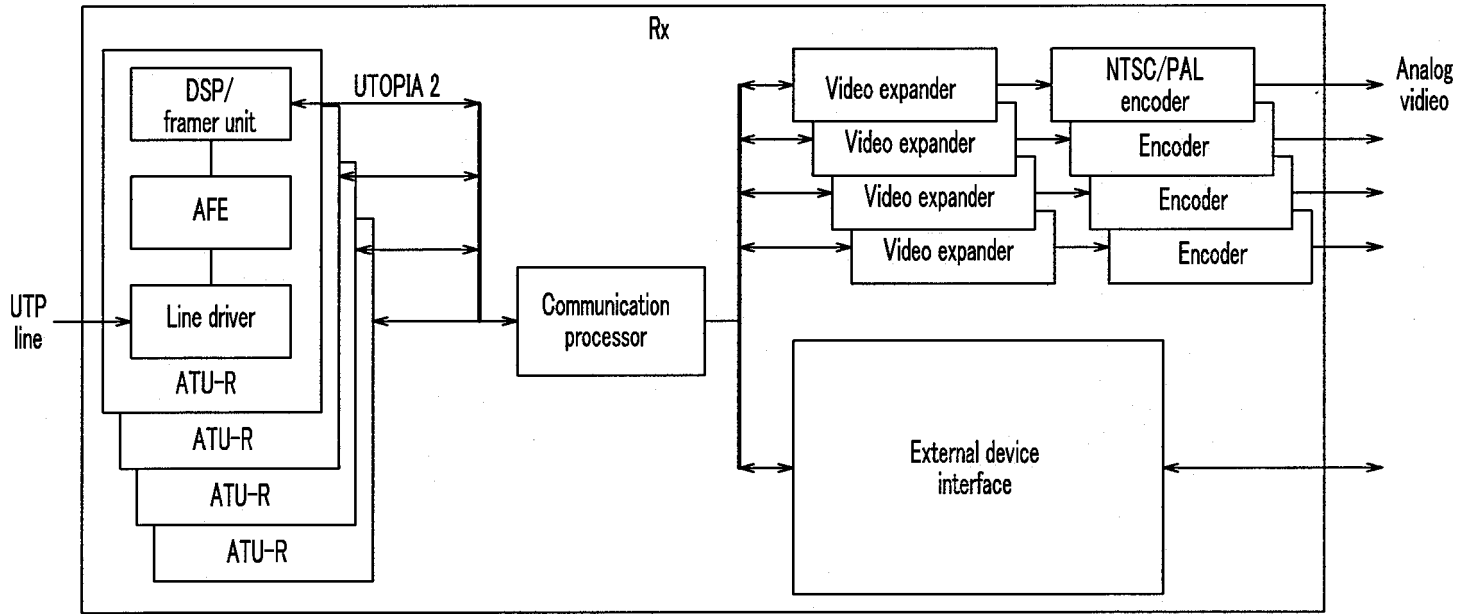 Rx
DSP/
framer unit
AFE
Line driver
ATU-R
ATU-R
ATU-R
ATU-R
UTP
line
UTOPIA 2
Communication
processor
Video expander
Video expander
Video expander
Video expander
NTSC/PAL
encoder
Encoder
Encoder
Encoder
Analog
vidieo
External device
interface